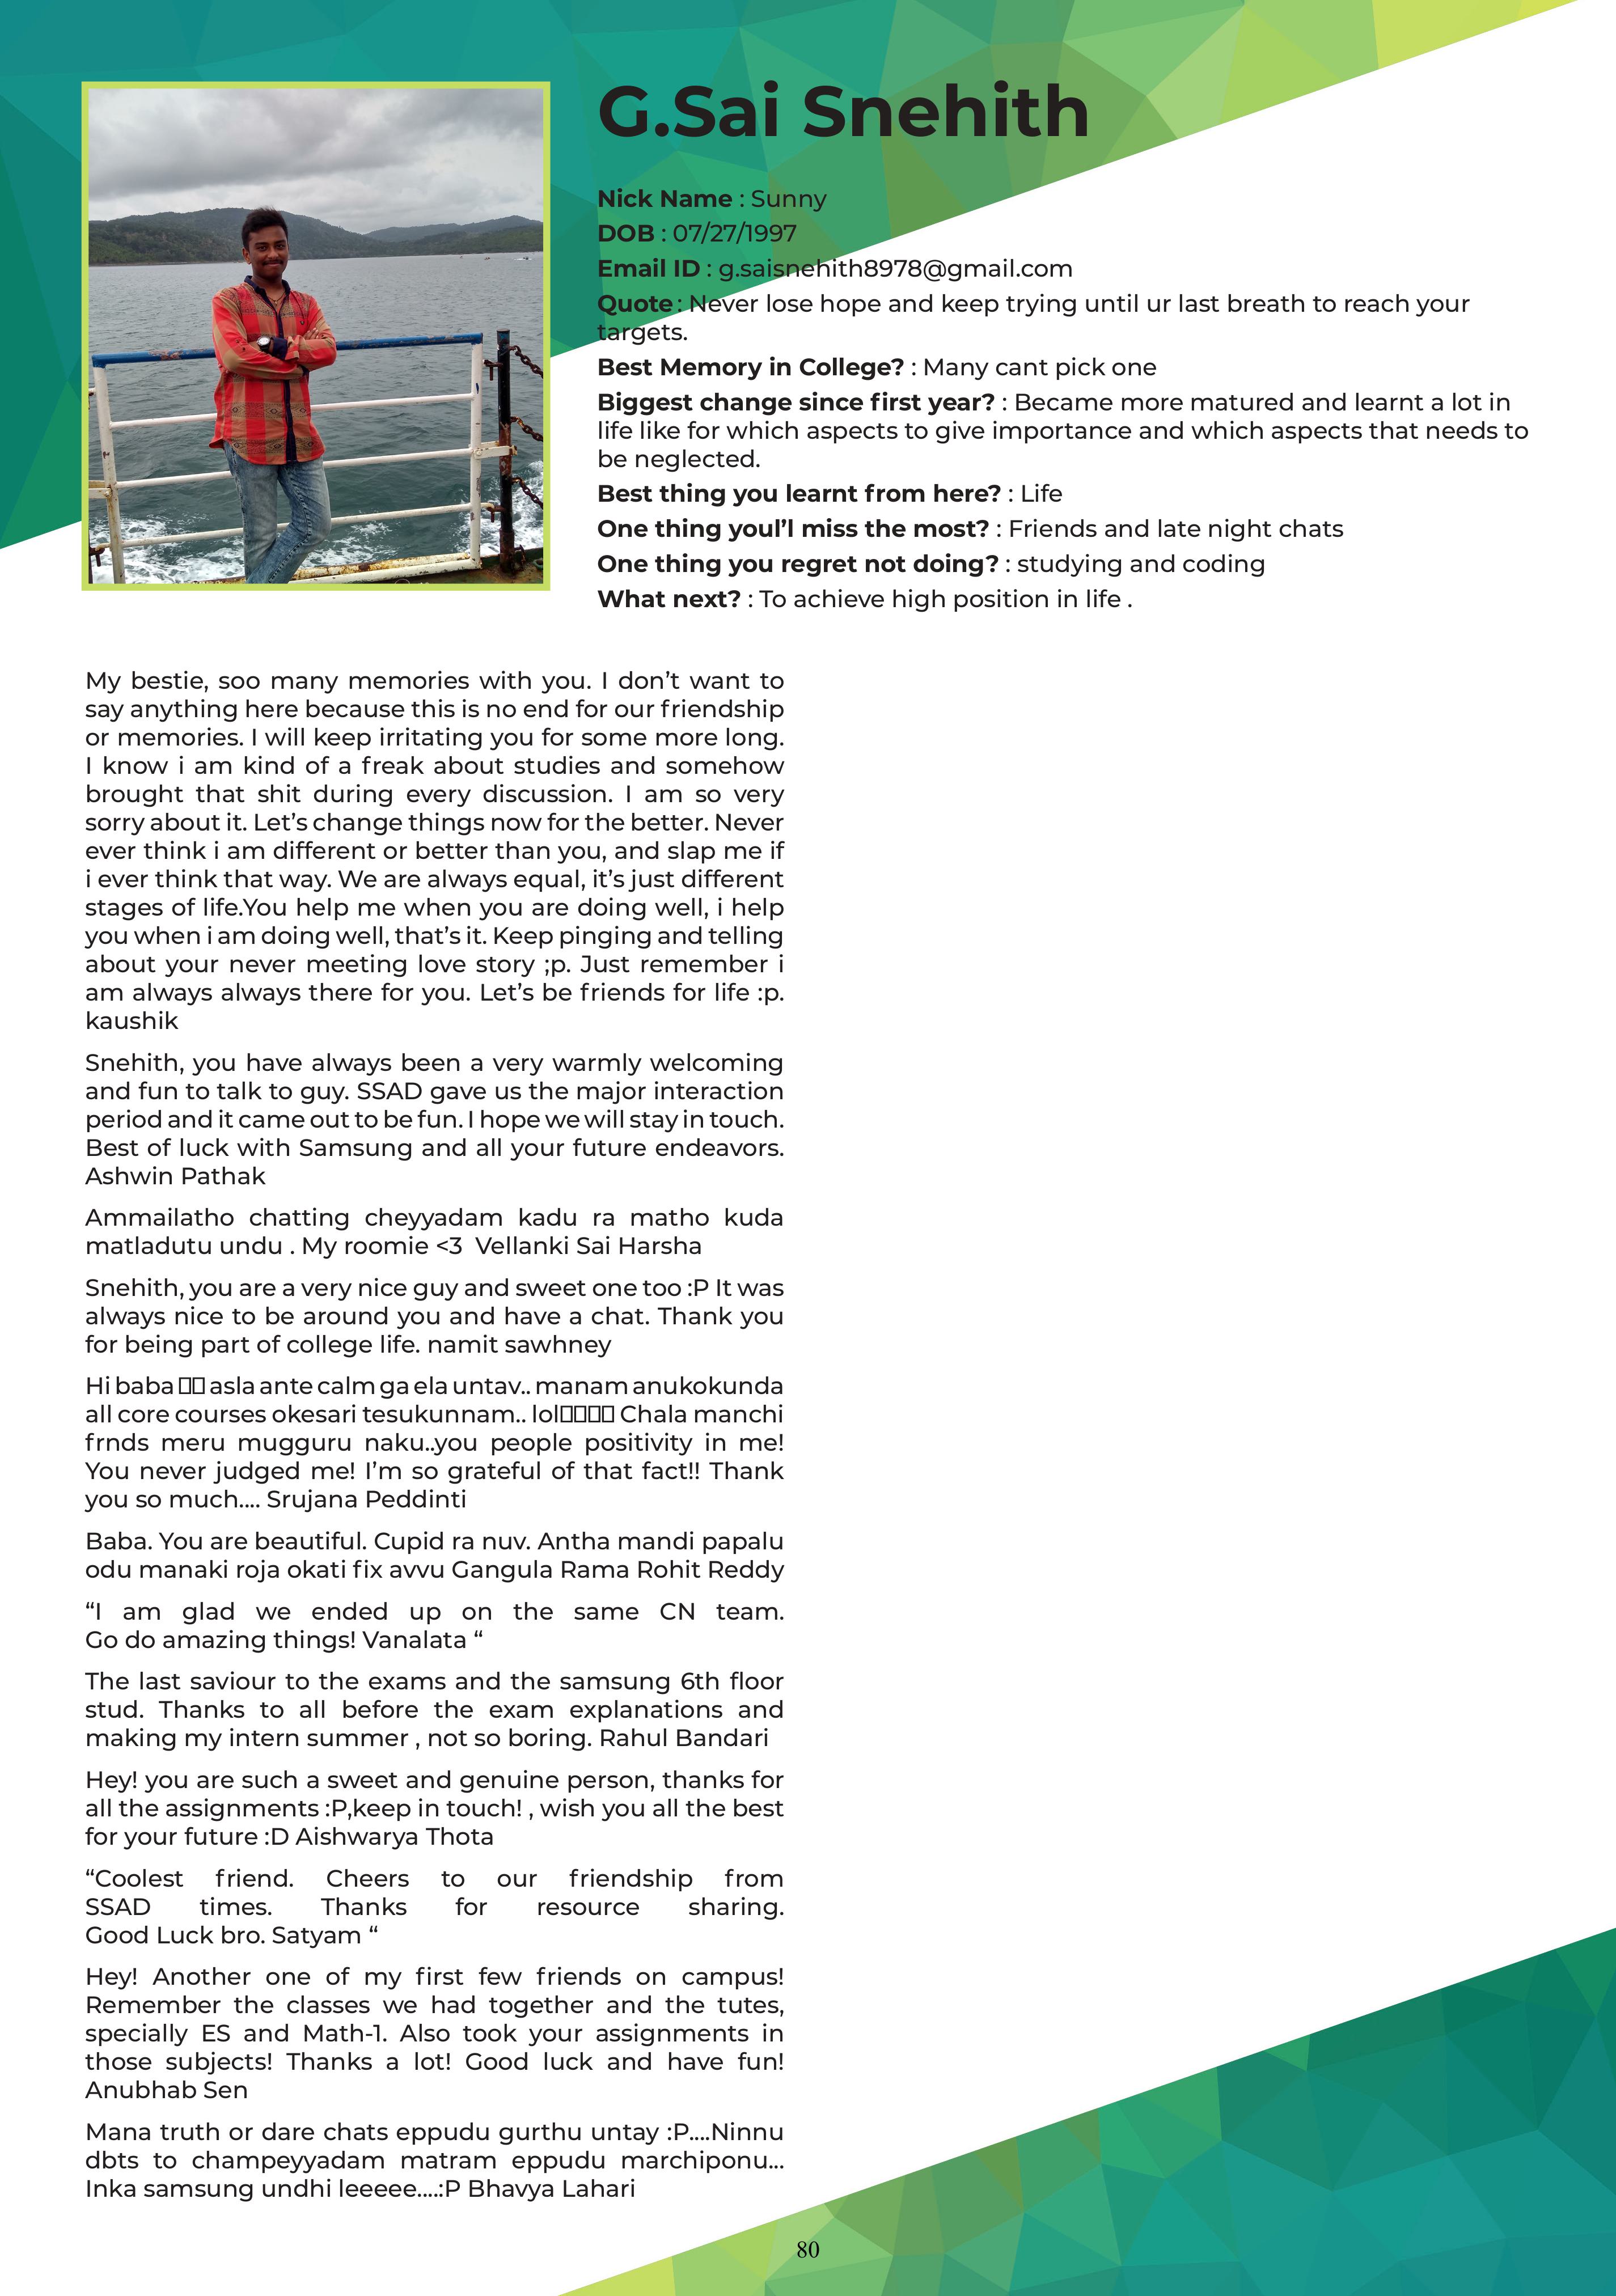 G.Sai Snehith
Nick Name : Sunny
DOB : 07/27/1997
Email ID : g.saisnehith8978@gmail.com
Quote : Never lose hope and keep trying until ur last breath to reach your
targets.
Best Memory in College? : Many cant pick one
Biggest change since first year? : Became more matured and learnt a lot in
life like for which aspects to give importance and which aspects that needs to
be neglected.
Best thing you learnt from here? : Life
One thing youl’l miss the most? : Friends and late night chats
One thing you regret not doing? : studying and coding
What next? : To achieve high position in life .
My bestie, soo many memories with you. I don’t want to
say anything here because this is no end for our friendship
or memories. I will keep irritating you for some more long.
I know i am kind of a freak about studies and somehow
brought that shit during every discussion. I am so very
sorry about it. Let’s change things now for the better. Never
ever think i am different or better than you, and slap me if
i ever think that way. We are always equal, it’s just different
stages of life.You help me when you are doing well, i help
you when i am doing well, that’s it. Keep pinging and telling
about your never meeting love story ;p. Just remember i
am always always there for you. Let’s be friends for life :p.
kaushik
Snehith, you have always been a very warmly welcoming
and fun to talk to guy. SSAD gave us the major interaction
period and it came out to be fun. I hope we will stay in touch.
Best of luck with Samsung and all your future endeavors.
Ashwin Pathak
Ammailatho chatting cheyyadam kadu ra matho kuda
matladutu undu . My roomie <3 Vellanki Sai Harsha
Snehith, you are a very nice guy and sweet one too :P It was
always nice to be around you and have a chat. Thank you
for being part of college life. namit sawhney
Hi baba □□ asla ante calm ga ela untav.. manam anukokunda
all core courses okesari tesukunnam.. lol□□□□ Chala manchi
frnds meru mugguru naku..you people positivity in me!
You never judged me! I’m so grateful of that fact!! Thank
you so much.... Srujana Peddinti
Baba. You are beautiful. Cupid ra nuv. Antha mandi papalu
odu manaki roja okati fix avvu Gangula Rama Rohit Reddy
“I am glad we ended up on the same CN team.
Go do amazing things! Vanalata “
The last saviour to the exams and the samsung 6th floor
stud. Thanks to all before the exam explanations and
making my intern summer , not so boring. Rahul Bandari
Hey! you are such a sweet and genuine person, thanks for
all the assignments :P,keep in touch! , wish you all the best
for your future :D Aishwarya Thota
“Coolest friend. Cheers to our friendship from
SSAD times. Thanks for resource sharing.
Good Luck bro. Satyam “
Hey! Another one of my first few friends on campus!
Remember the classes we had together and the tutes,
specially ES and Math-1. Also took your assignments in
those subjects! Thanks a lot! Good luck and have fun!
Anubhab Sen
Mana truth or dare chats eppudu gurthu untay :P....Ninnu
dbts to champeyyadam matram eppudu marchiponu...
Inka samsung undhi leeeee....:P Bhavya Lahari
80